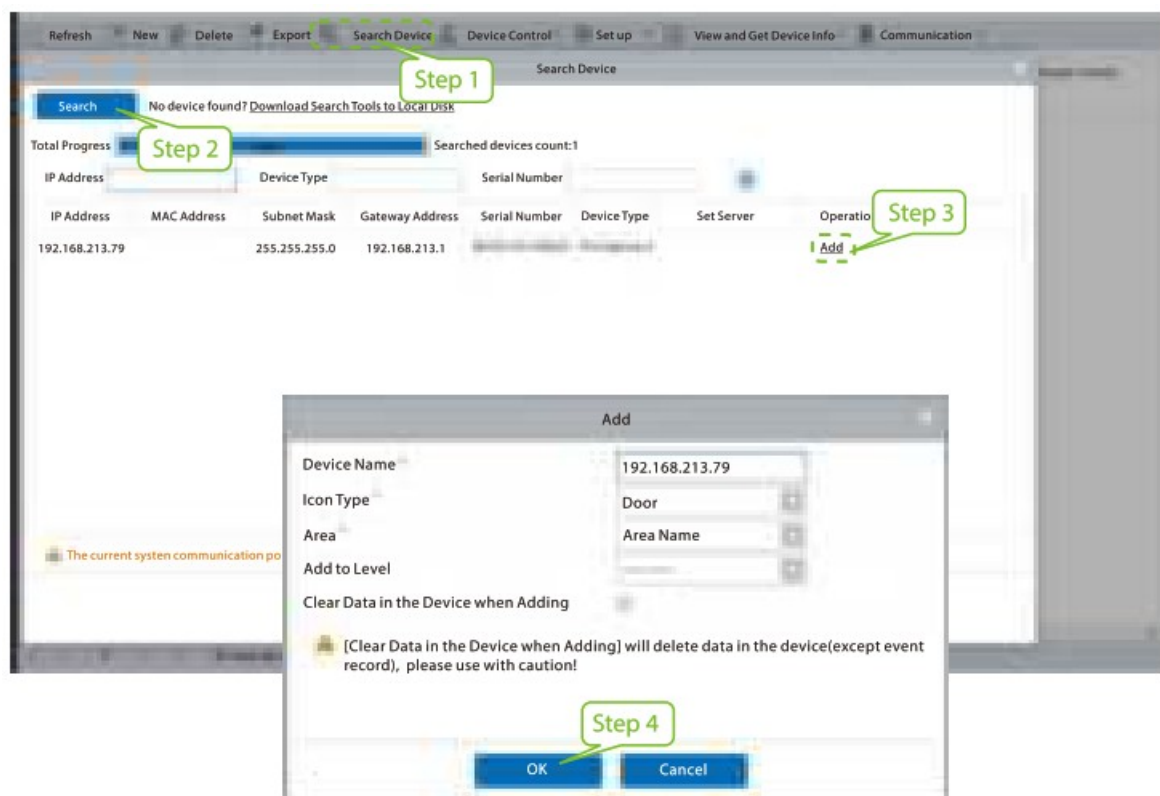 Refresh New Delete Export Search Device Device Control Set up View and Get Device Info Communication
Step 1
Search Device
Search No device found? Download Search Tools to Local Disk
Step 2
Total Progress Searched devices count:1
IP Address Device Type Serial Number
IP Address MAC Address Subnet Mask Gateway Address Serial Number Device Type Set Server Operatio
Step 3
192.168.213.79 255.255.255.0 192.168.213.1 Add
Add
Device Name 192.168.213.79
Icon Type Door
Area Area Name
The current systen communication po
Add to Level
Clear Data in the Device when Adding
[Clear Data in the Device when Adding] will delete data in the device(except event
record), please use with caution!
Step 4
OK Cancel